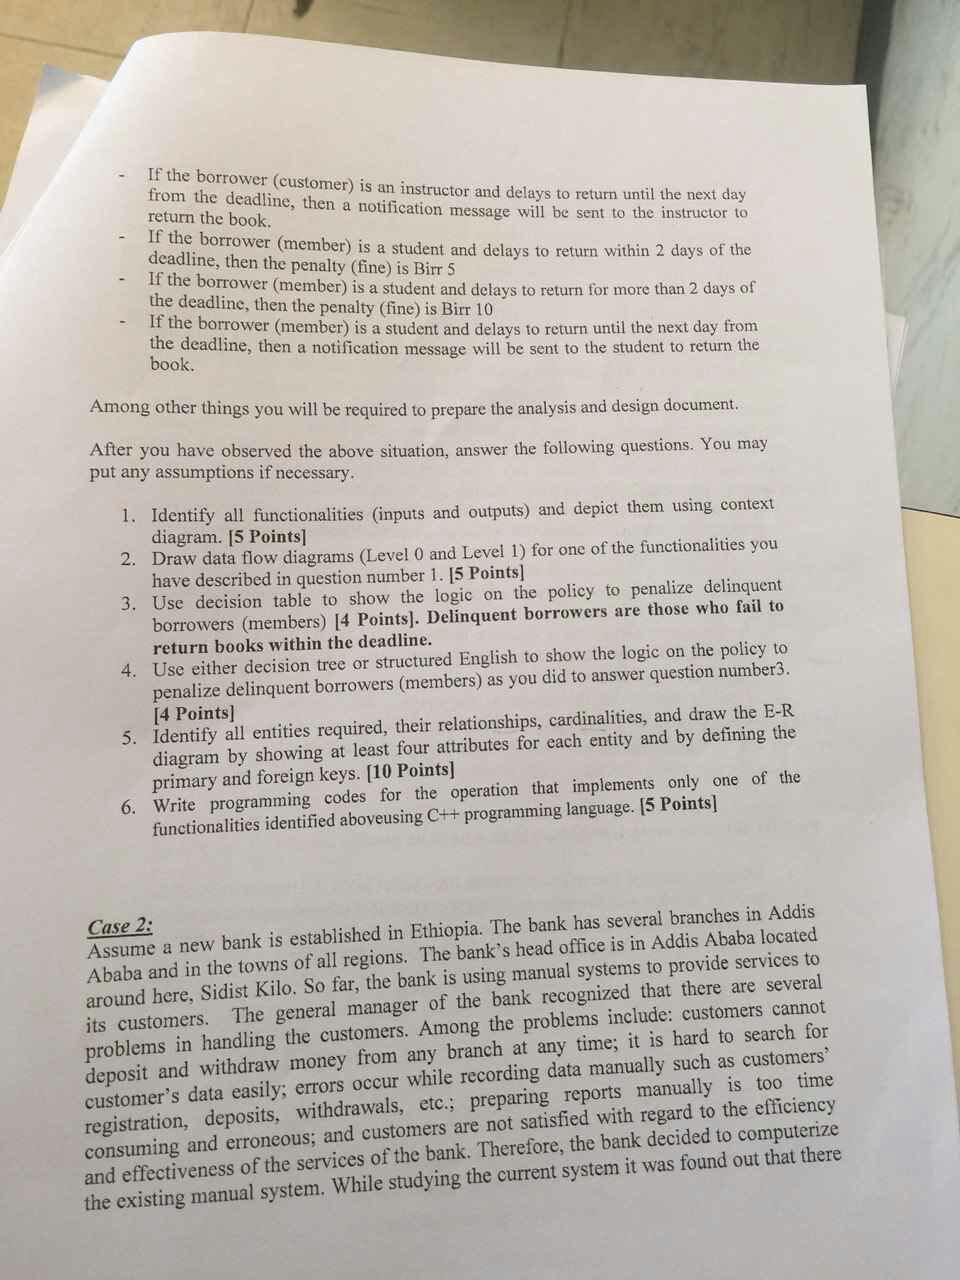 - If the borrower (customer) is an instructor and delays to return until the next day
from the deadline, then a notification message will be sent to the instructor to
return the book.
- If the borrower (member) is a student and delays to return within 2 days of the
deadline, then the penalty (fine) is Birr 5
- If the borrower (member) is a student and delays to return for more than 2 days of
the deadline, then the penalty (fine) is Birr 10
- If the borrower (member) is a student and delays to return until the next day from
the deadline, then a notification message will be sent to the student to return the
book.
Among other things you will be required to prepare the analysis and design document.
After you have observed the above situation, answer the following questions. You may
put any assumptions if necessary.
1. Identify all functionalities (inputs and outputs) and depict them using context
diagram. [5 Points]
2. Draw data flow diagrams (Level 0 and Level 1) for one of the functionalities you
have described in question number 1. [5 Points]
3. Use decision table to show the logic on the policy to penalize delinquent
borrowers (members) [4 Points]. Delinquent borrowers are those who fail to
return books within the deadline.
4. Use either decision tree or structured English to show the logic on the policy to
penalize delinquent borrowers (members) as you did to answer question number3.
[4 Points]
5. Identify all entities required, their relationships, cardinalities, and draw the E-R
diagram by showing at least four attributes for each entity and by defining the
primary and foreign keys. [10 Points]
6. Write programming codes for the operation that implements only one of the
functionalities identified aboveusing C++ programming language. [5 Points]
Case 2:
Assume a new bank is established in Ethiopia. The bank has several branches in Addis
Ababa and in the towns of all regions. The bank's head office is in Addis Ababa located
around here, Sidist Kilo. So far, the bank is using manual systems to provide services to
its customers. The general manager of the bank recognized that there are several
problems in handling the customers. Among the problems include: customers cannot
deposit and withdraw money from any branch at any time; it is hard to search for
customer's data easily; errors occur while recording data manually such as customers'
registration, deposits, withdrawals, etc.; preparing reports manually is too time
consuming and erroneous; and customers are not satisfied with regard to the efficiency
and effectiveness of the services of the bank. Therefore, the bank decided to computerize
the existing manual system. While studying the current system it was found out that there